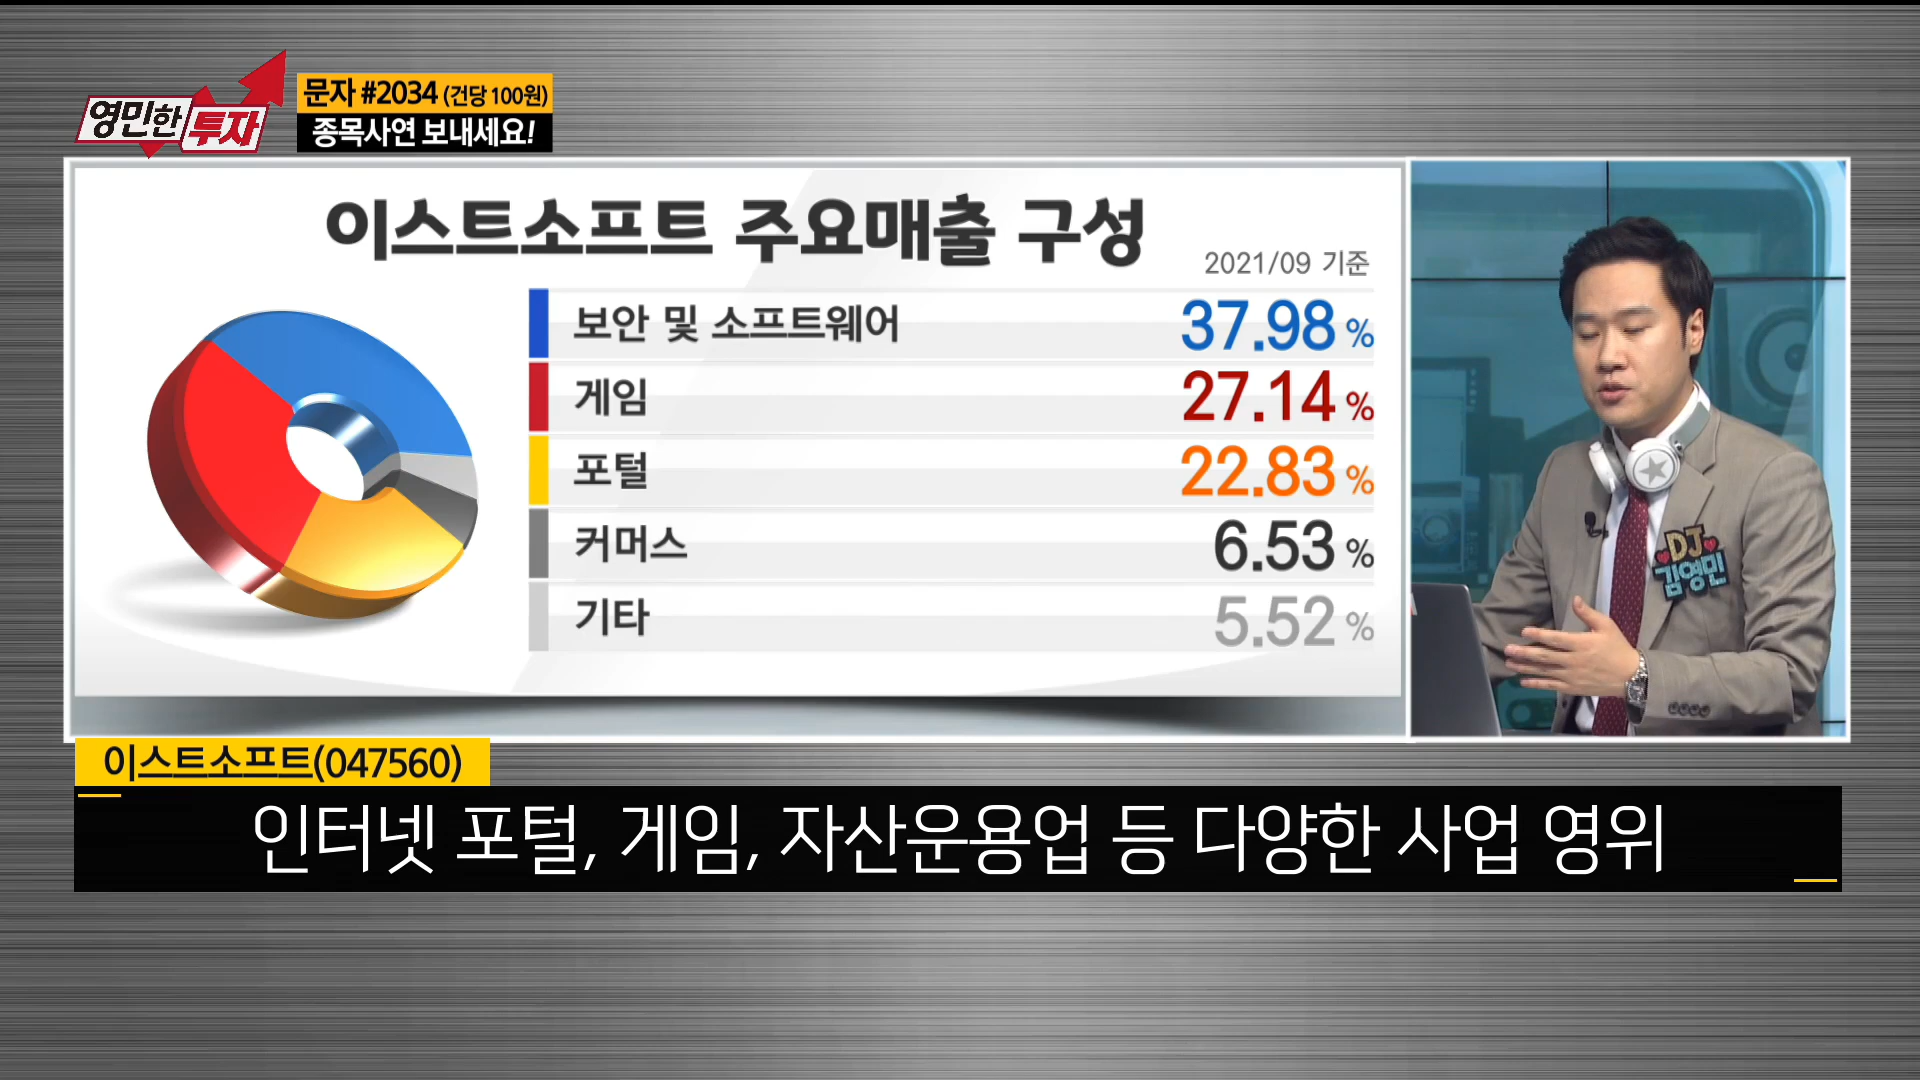 영민한 투자
문자 #2034 (건당 100원)
종목사연 보내세요!
이스트소프트 주요매출 구성
2021/09 기준
보안 및 소프트웨어 37.98 %
게임 27.14 %
포털 22.83 %
커머스 6.53 %
기타 5.52 %
DJ
김영민
이스트소프트(047560)
인터넷 포털, 게임, 자산운용업 등 다양한 사업 영위